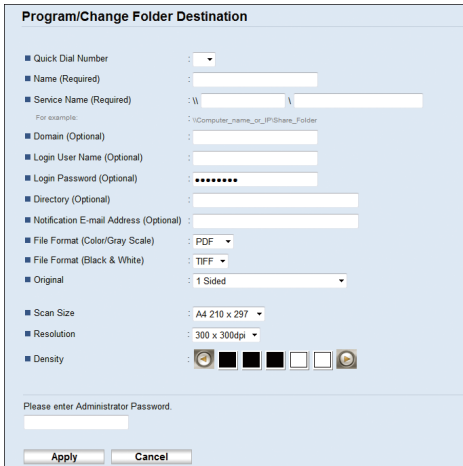 Program/Change Folder Destination
Quick Dial Number :
Name (Required) :
Service Name (Required) : \\ \
For example: : \\Computer_name_or_IP\Share_Folder
Domain (Optional) :
Login User Name (Optional) :
Login Password (Optional) : ••••••••
Directory (Optional) :
Notification E-mail Address (Optional) :
File Format (Color/Gray Scale) : PDF
File Format (Black & White) : TIFF
Original : 1 Sided
Scan Size : A4 210 x 297
Resolution : 300 x 300dpi
Density :
Please enter Administrator Password.
Apply Cancel